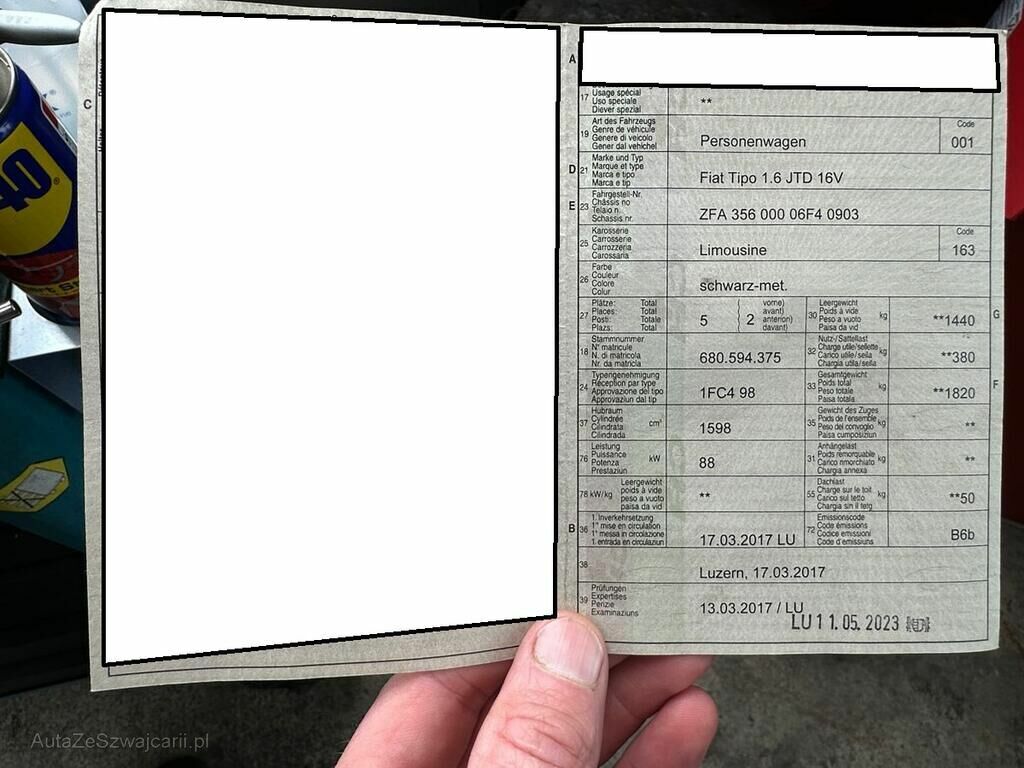 C
A
17 Usage spécial
Uso speciale
Diever spezial
**
19 Art des Fahrzeugs
Genre de véhicule
Genere di veicolo
Gener dal vehichel
Personenwagen
Code
001
D 21 Marke und Typ
Marque et type
Marca e tipo
Marca e tip
Fiat Tipo 1.6 JTD 16V
E 23 Fahrgestell-Nr.
Châssis no
Telaio n.
Schassis nr.
ZFA 356 000 06F4 0903
25 Karosserie
Carrosserie
Carrozzeria
Carossaria
Limousine
Code
163
26 Farbe
Couleur
Colore
Colur
schwarz-met.
27 Plätze: Total
Places: Total
Posti: Totale
Plazs: Total
5 ( 2 vorne)
avant)
anteriori)
davant)
30 Leergewicht
Poids à vide
Peso a vuoto
Paisa da vid
kg
**1440
G
18 Stammnummer
N° matricule
N. di matricola
Nr. da matricla
680.594.375
32 Nutz-/Sattellast
Charge utile/sellette
Carico utile/sella
Chargia utila/sella
kg
**380
24 Typengenehmigung
Réception par type
Approvazione del tipo
Approvaziun dal tip
1FC4 98
33 Gesamtgewicht
Poids total
Peso totale
Paisa totala
kg
**1820
F
37 Hubraum
Cylindrée
Cilindrata
Cilindrada
cm³
1598
35 Gewicht des Zuges
Poids de l'ensemble
Peso del convoglio
Paisa cumposiziun
kg
**
76 Leistung
Puissance
Potenza
Prestaziun
kW
88
31 Anhängelast
Poids remorquable
Carico rimorchiato
Chargia annexa
kg
**
78 kW/kg Leergewicht
poids à vide
peso a vuoto
paisa da vid
**
55 Dachlast
Charge sur le toit
Carico sul tetto
Chargia sin il tetg
kg
**50
B 36 1. Inverkehrsetzung
1re mise en circulation
1a messa in circolazione
1. entrada en circulaziun
17.03.2017 LU
72 Emissionscode
Code émissions
Codice emissioni
Code d'emissiuns
B6b
38
Luzern, 17.03.2017
39 Prüfungen
Expertises
Perizie
Examinaziuns
13.03.2017 / LU
LU 1 1. 05. 2023
AutaZeSzwajcarii.pl